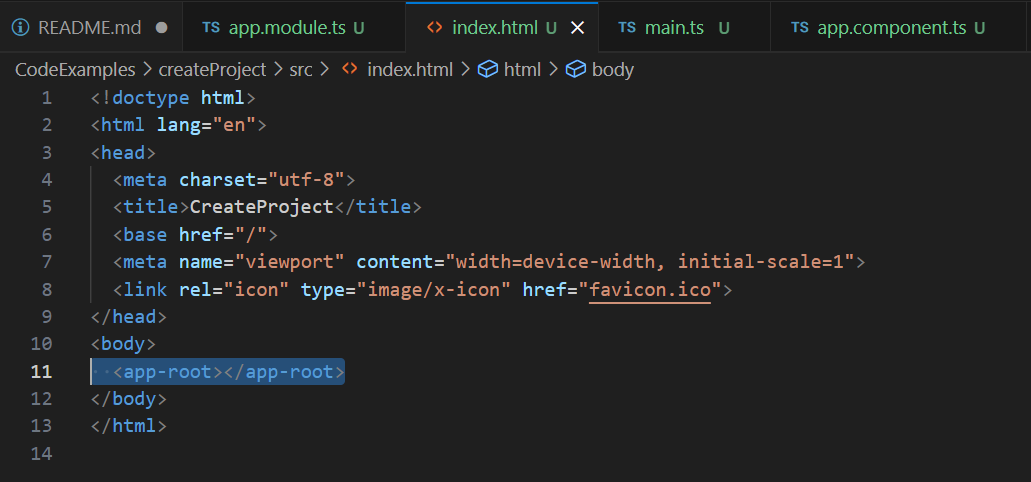 README.md
TS app.module.ts U
<> index.html U
TS main.ts U
TS app.component.ts U
CodeExamples > createProject > src > <> index.html > html > body
1 <!doctype html>
2 <html lang="en">
3 <head>
4   <meta charset="utf-8">
5   <title>CreateProject</title>
6   <base href="/">
7   <meta name="viewport" content="width=device-width, initial-scale=1">
8   <link rel="icon" type="image/x-icon" href="favicon.ico">
9 </head>
10 <body>
11   <app-root></app-root>
12 </body>
13 </html>
14